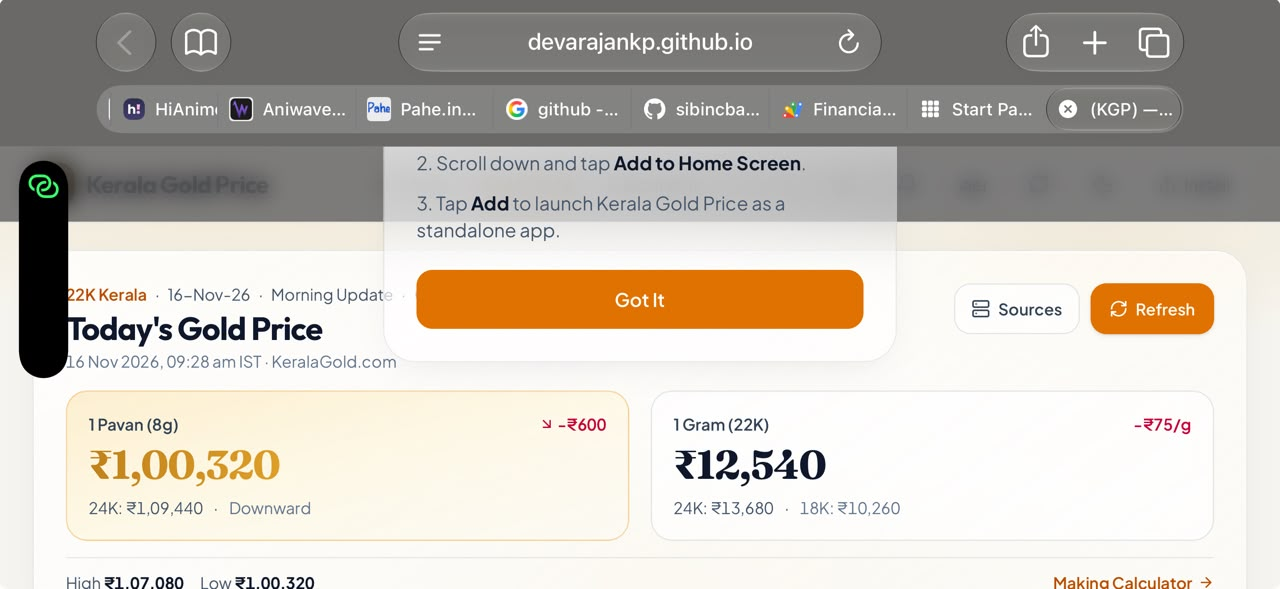 devarajankp.github.io
HiAnim
Aniwave...
Pahe Pahe.in...
github -...
sibincba...
Financia...
Start Pa...
(KGP) —...
Kerala Gold Price
2. Scroll down and tap Add to Home Screen.
3. Tap Add to launch Kerala Gold Price as a
standalone app.
Got It
22K Kerala · 16-Nov-26 · Morning Update ·
Today's Gold Price
16 Nov 2026, 09:28 am IST · KeralaGold.com
Sources
Refresh
1 Pavan (8g)
↘ -₹600
₹1,00,320
24K: ₹1,09,440 · Downward
1 Gram (22K)
-₹75/g
₹12,540
24K: ₹13,680 · 18K: ₹10,260
High ₹1,07,080 Low ₹1,00,320
Making Calculator →